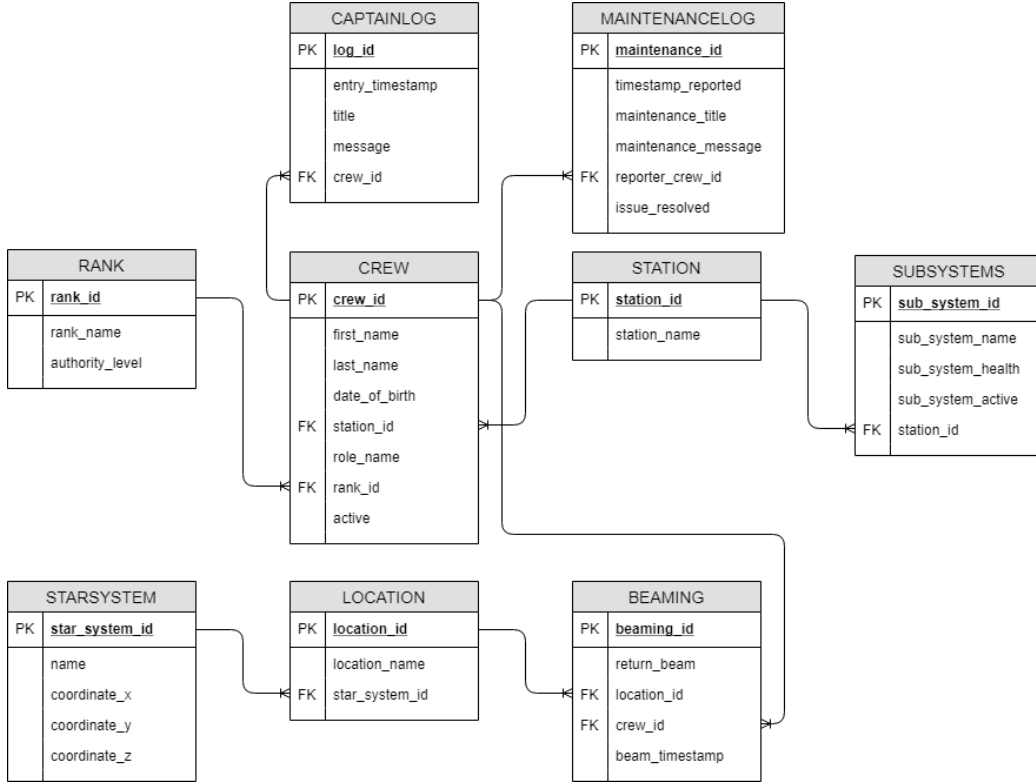 CAPTAINLOG
PK log_id
entry_timestamp
title
message
FK crew_id
MAINTENANCELOG
PK maintenance_id
timestamp_reported
maintenance_title
maintenance_message
FK reporter_crew_id
issue_resolved
RANK
PK rank_id
rank_name
authority_level
CREW
PK crew_id
first_name
last_name
date_of_birth
FK station_id
role_name
FK rank_id
active
STATION
PK station_id
station_name
SUBSYSTEMS
PK sub_system_id
sub_system_name
sub_system_health
sub_system_active
FK station_id
STARSYSTEM
PK star_system_id
name
coordinate_x
coordinate_y
coordinate_z
LOCATION
PK location_id
location_name
FK star_system_id
BEAMING
PK beaming_id
return_beam
FK location_id
FK crew_id
beam_timestamp